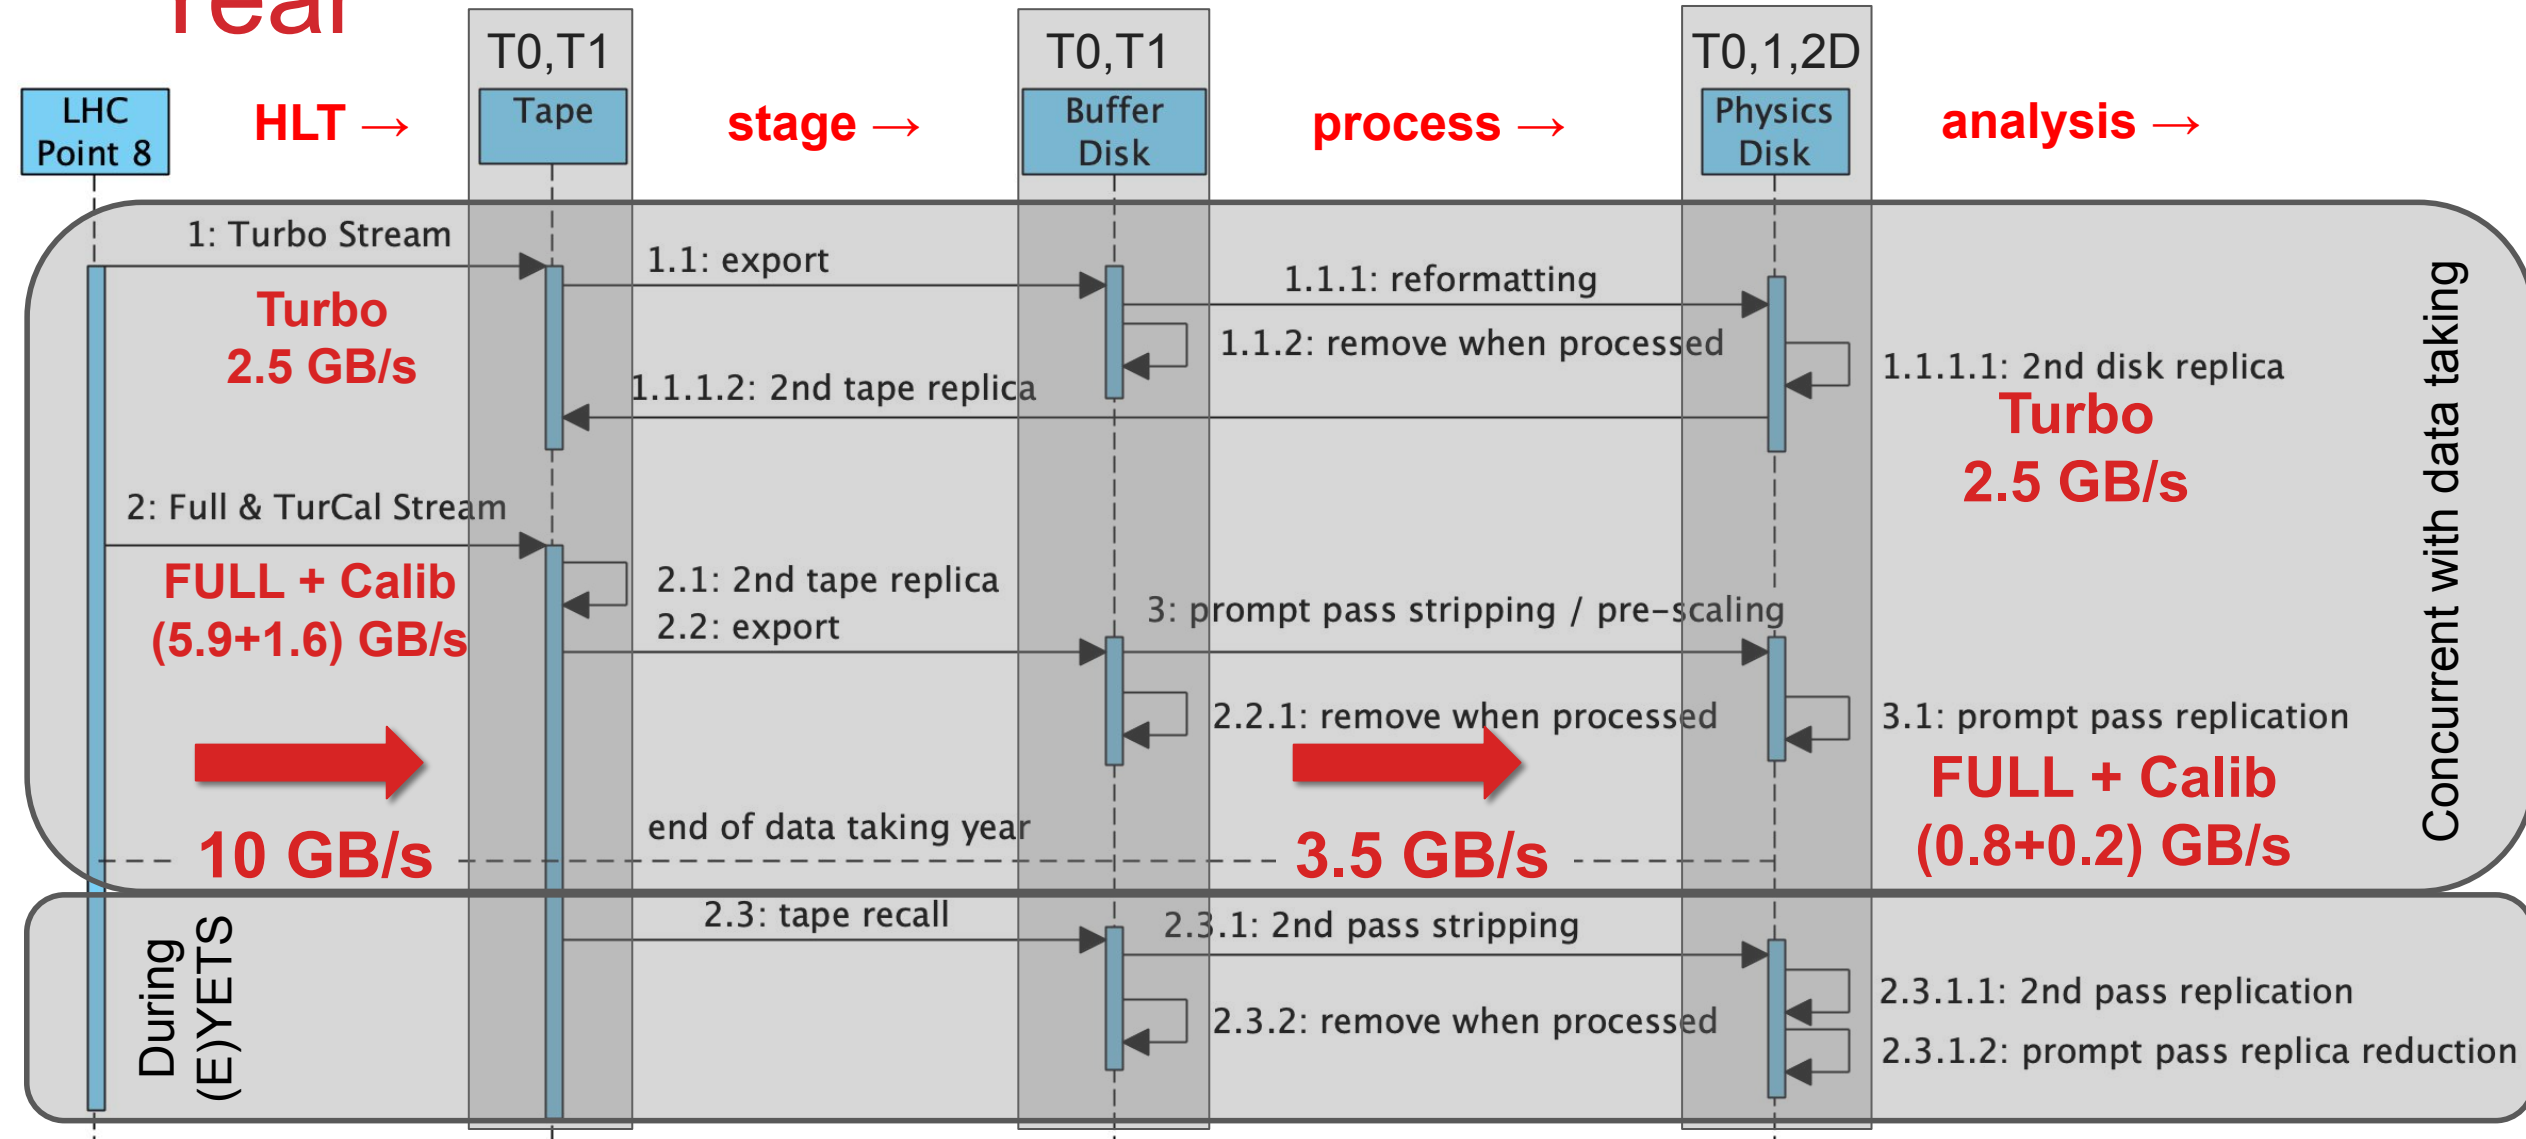 Year
T0,T1
T0,T1
T0,1,2D
LHC
Point 8
HLT →
Tape
stage →
Buffer
Disk
process →
Physics
Disk
analysis →
1: Turbo Stream
1.1: export
1.1.1: reformatting
Turbo
2.5 GB/s
1.1.2: remove when processed
1.1.1.1: 2nd disk replica
1.1.1.2: 2nd tape replica
Turbo
2.5 GB/s
Concurrent with data taking
2: Full & TurCal Stream
FULL + Calib
(5.9+1.6) GB/s
2.1: 2nd tape replica
2.2: export
3: prompt pass stripping / pre-scaling
2.2.1: remove when processed
3.1: prompt pass replication
FULL + Calib
(0.8+0.2) GB/s
end of data taking year
10 GB/s
3.5 GB/s
During
(E)YETS
2.3: tape recall
2.3.1: 2nd pass stripping
2.3.1.1: 2nd pass replication
2.3.2: remove when processed
2.3.1.2: prompt pass replica reduction